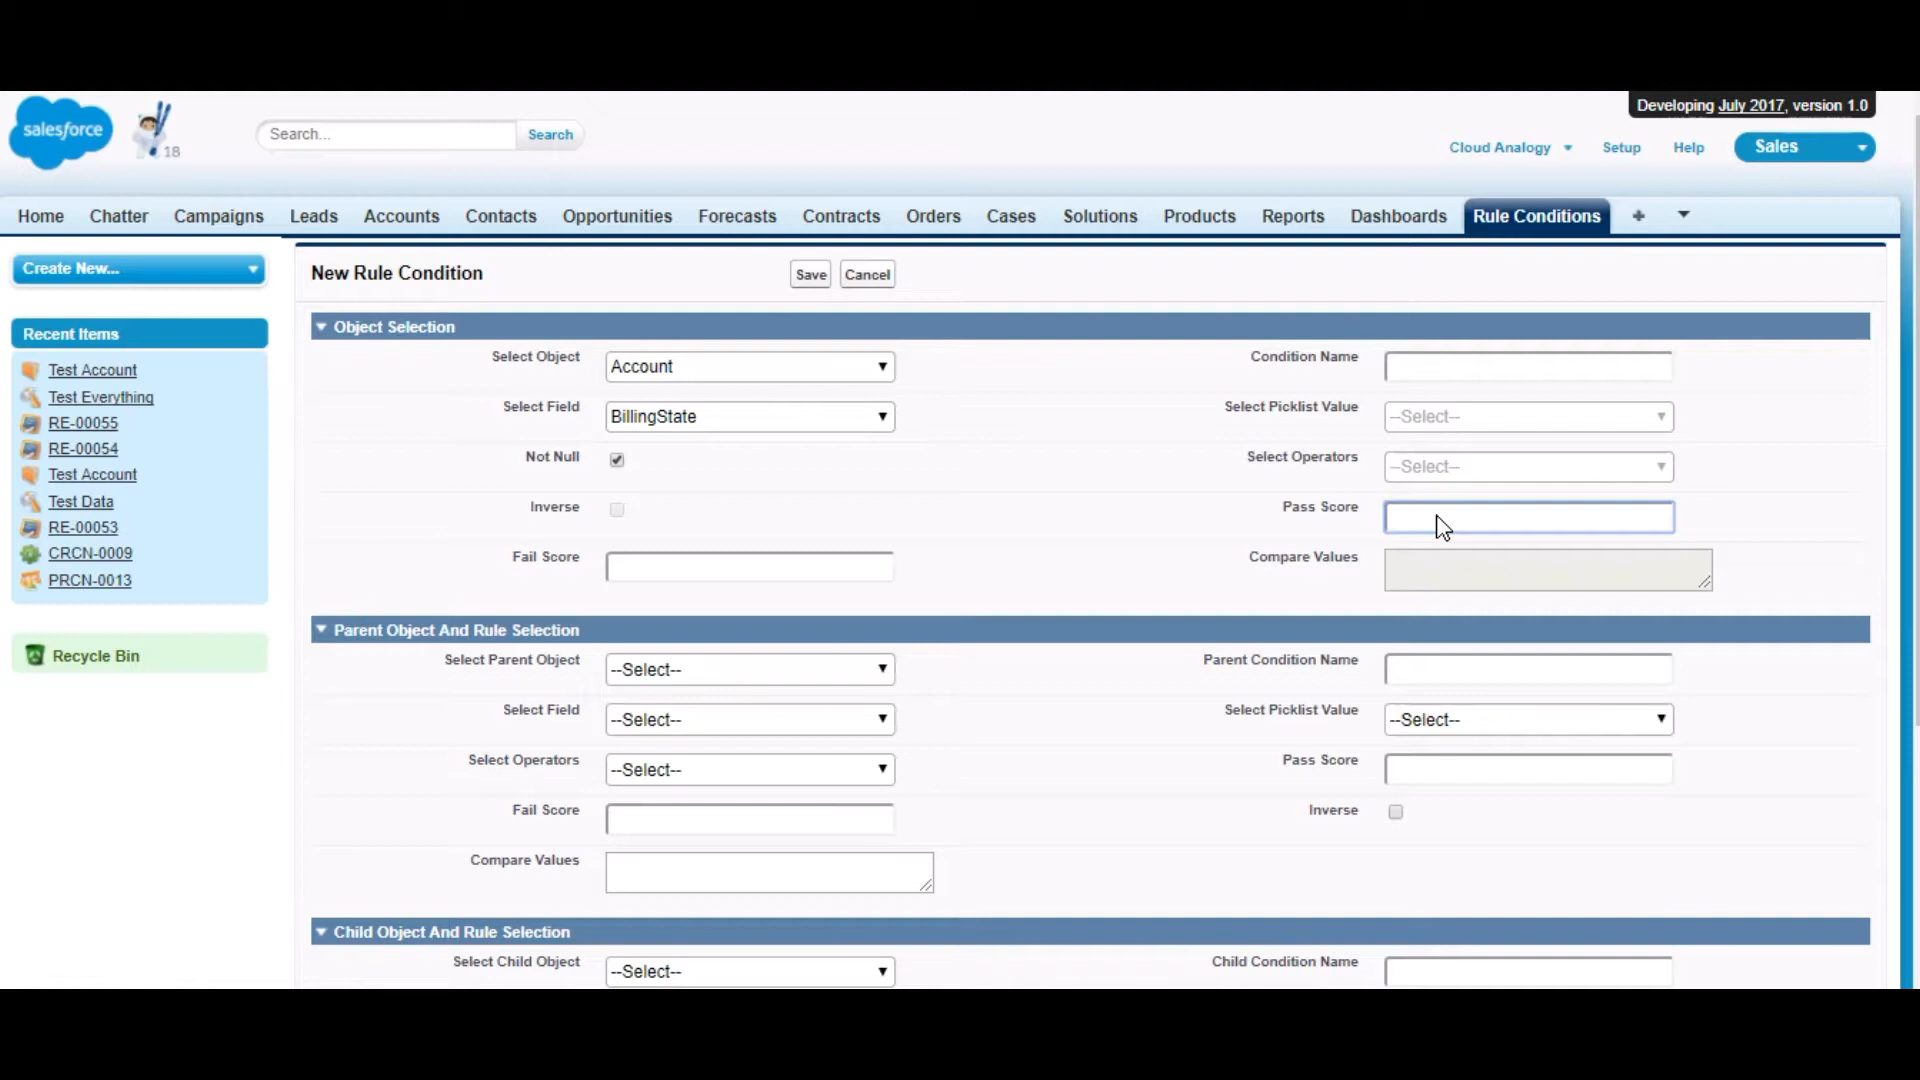 Developing July 2017, version 1.0
salesforce
18
Search...
Search
Cloud Analogy
Setup
Help
Sales
Home
Chatter
Campaigns
Leads
Accounts
Contacts
Opportunities
Forecasts
Contracts
Orders
Cases
Solutions
Products
Reports
Dashboards
Rule Conditions
+
Create New...
Recent Items
Test Account
Test Everything
RE-00055
RE-00054
Test Account
Test Data
RE-00053
CRCN-0009
PRCN-0013
Recycle Bin
New Rule Condition
Save
Cancel
Object Selection
Select Object
Account
Condition Name
Select Field
BillingState
Select Picklist Value
--Select--
Not Null
Select Operators
--Select--
Inverse
Pass Score
Fail Score
Compare Values
Parent Object And Rule Selection
Select Parent Object
--Select--
Parent Condition Name
Select Field
--Select--
Select Picklist Value
--Select--
Select Operators
--Select--
Pass Score
Fail Score
Inverse
Compare Values
Child Object And Rule Selection
Select Child Object
--Select--
Child Condition Name